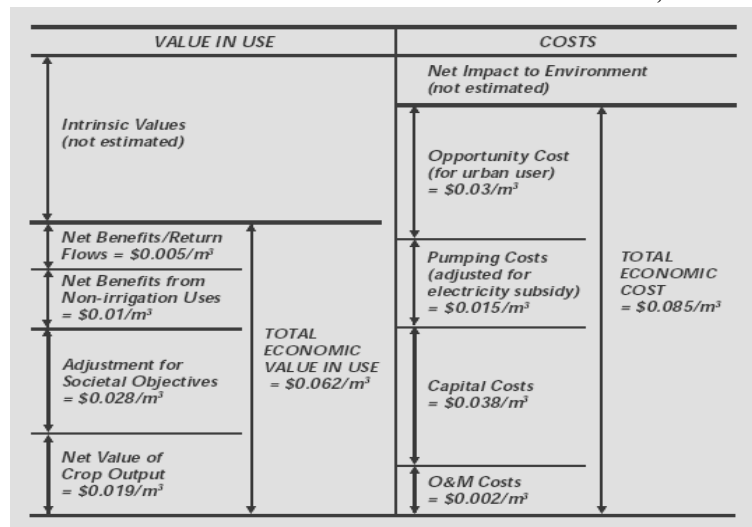 VALUE IN USE
COSTS
Intrinsic Values
(not estimated)
Net Benefits/Return
Flows = $0.005/m³
Net Benefits from
Non-irrigation Uses
= $0.01/m³
Adjustment for
Societal Objectives
= $0.028/m³
Net Value of
Crop Output
= $0.019/m³
TOTAL
ECONOMIC
VALUE IN USE
= $0.062/m³
Net Impact to Environment
(not estimated)
Opportunity Cost
(for urban user)
= $0.03/m³
Pumping Costs
(adjusted for
electricity subsidy)
= $0.015/m³
Capital Costs
= $0.038/m³
O&M Costs
= $0.002/m³
TOTAL
ECONOMIC
COST
= $0.085/m³